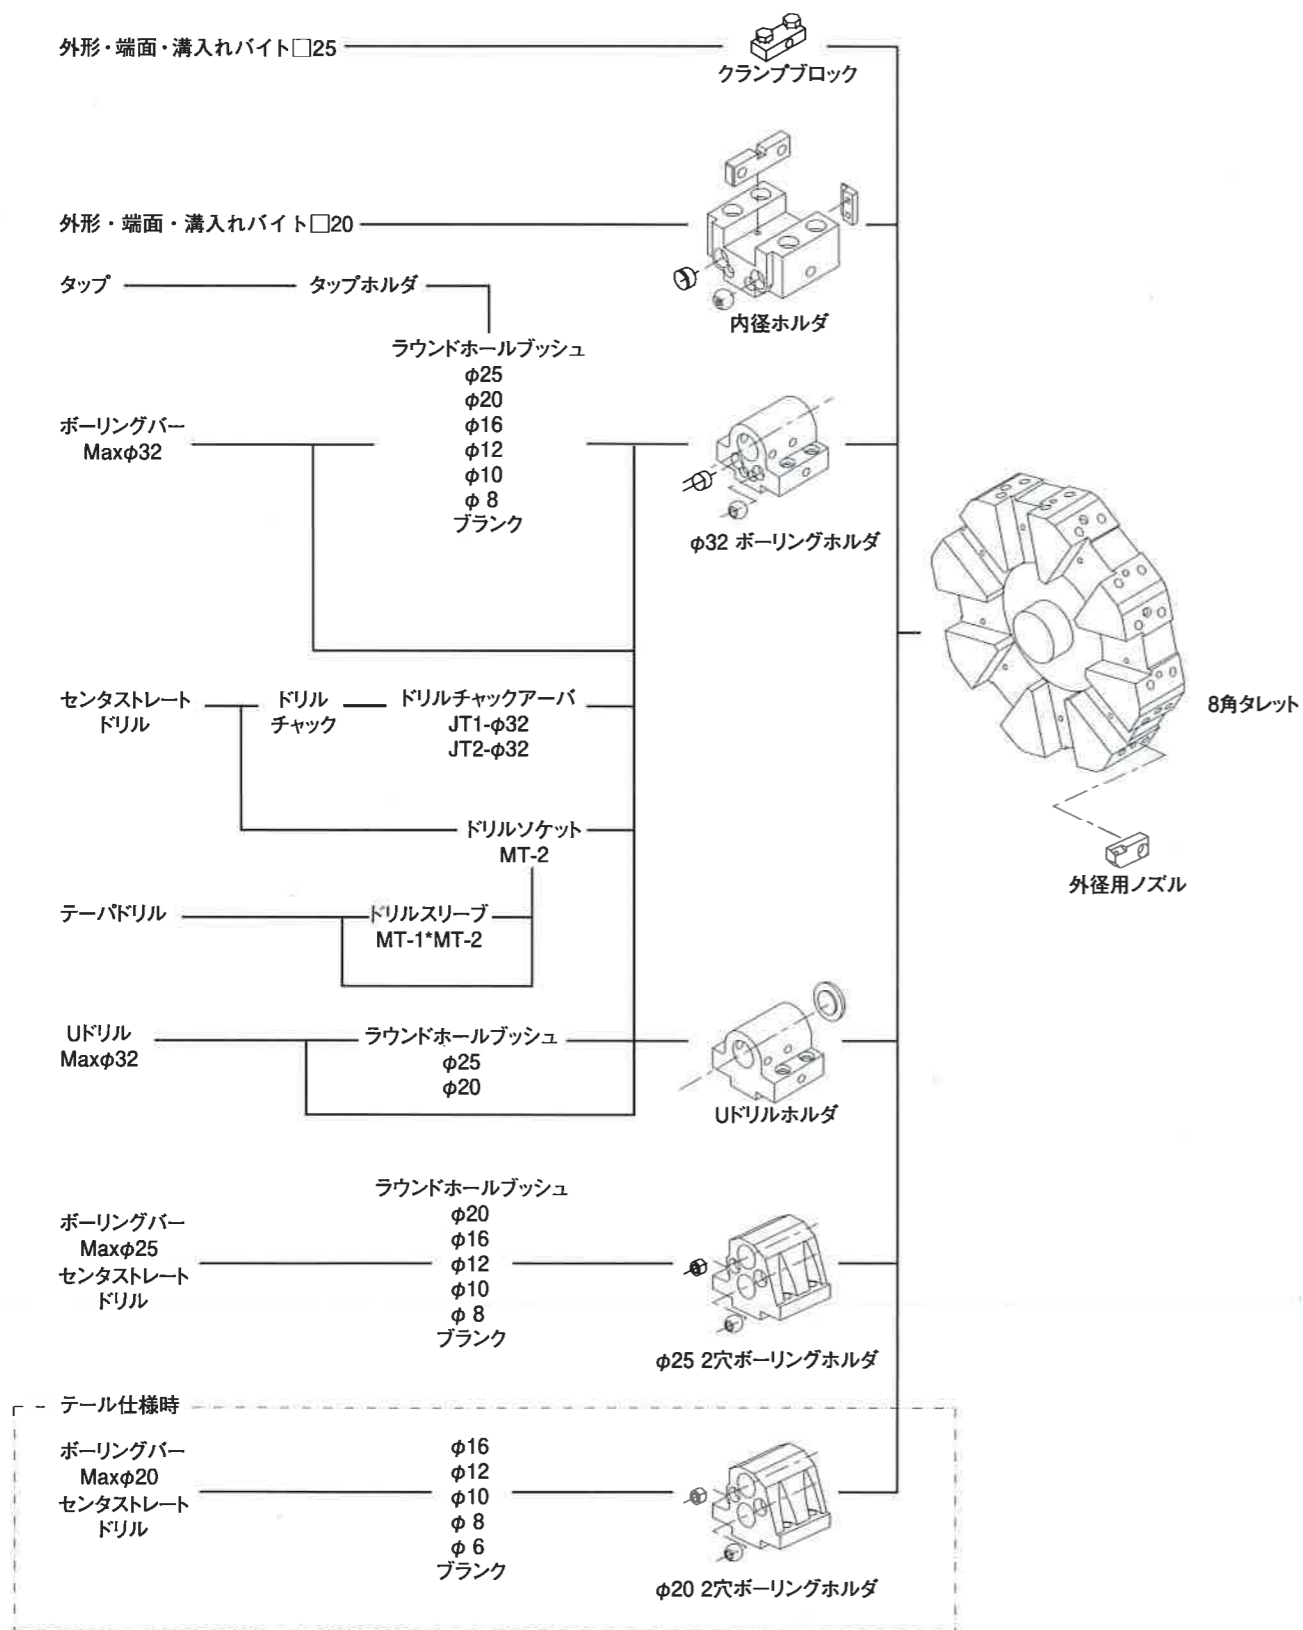 外形・端面・溝入れバイト□25
クランプブロック
外形・端面・溝入れバイト□20
内径ホルダ
タップ
タップホルダ
ラウンドホールブッシュ
φ25
φ20
φ16
φ12
φ10
φ 8
ブランク
ボーリングバー
Maxφ32
φ32 ボーリングホルダ
センタストレート
ドリル
ドリル
チャック
ドリルチャックアーバ
JT1-φ32
JT2-φ32
8角タレット
ドリルソケット
MT-2
外径用ノズル
テーパドリル
ドリルスリーブ
MT-1*MT-2
Uドリル
Maxφ32
ラウンドホールブッシュ
φ25
φ20
Uドリルホルダ
ボーリングバー
Maxφ25
センタストレート
ドリル
ラウンドホールブッシュ
φ20
φ16
φ12
φ10
φ 8
ブランク
φ25 2穴ボーリングホルダ
テール仕様時
ボーリングバー
Maxφ20
センタストレート
ドリル
φ16
φ12
φ10
φ 8
φ 6
ブランク
φ20 2穴ボーリングホルダ